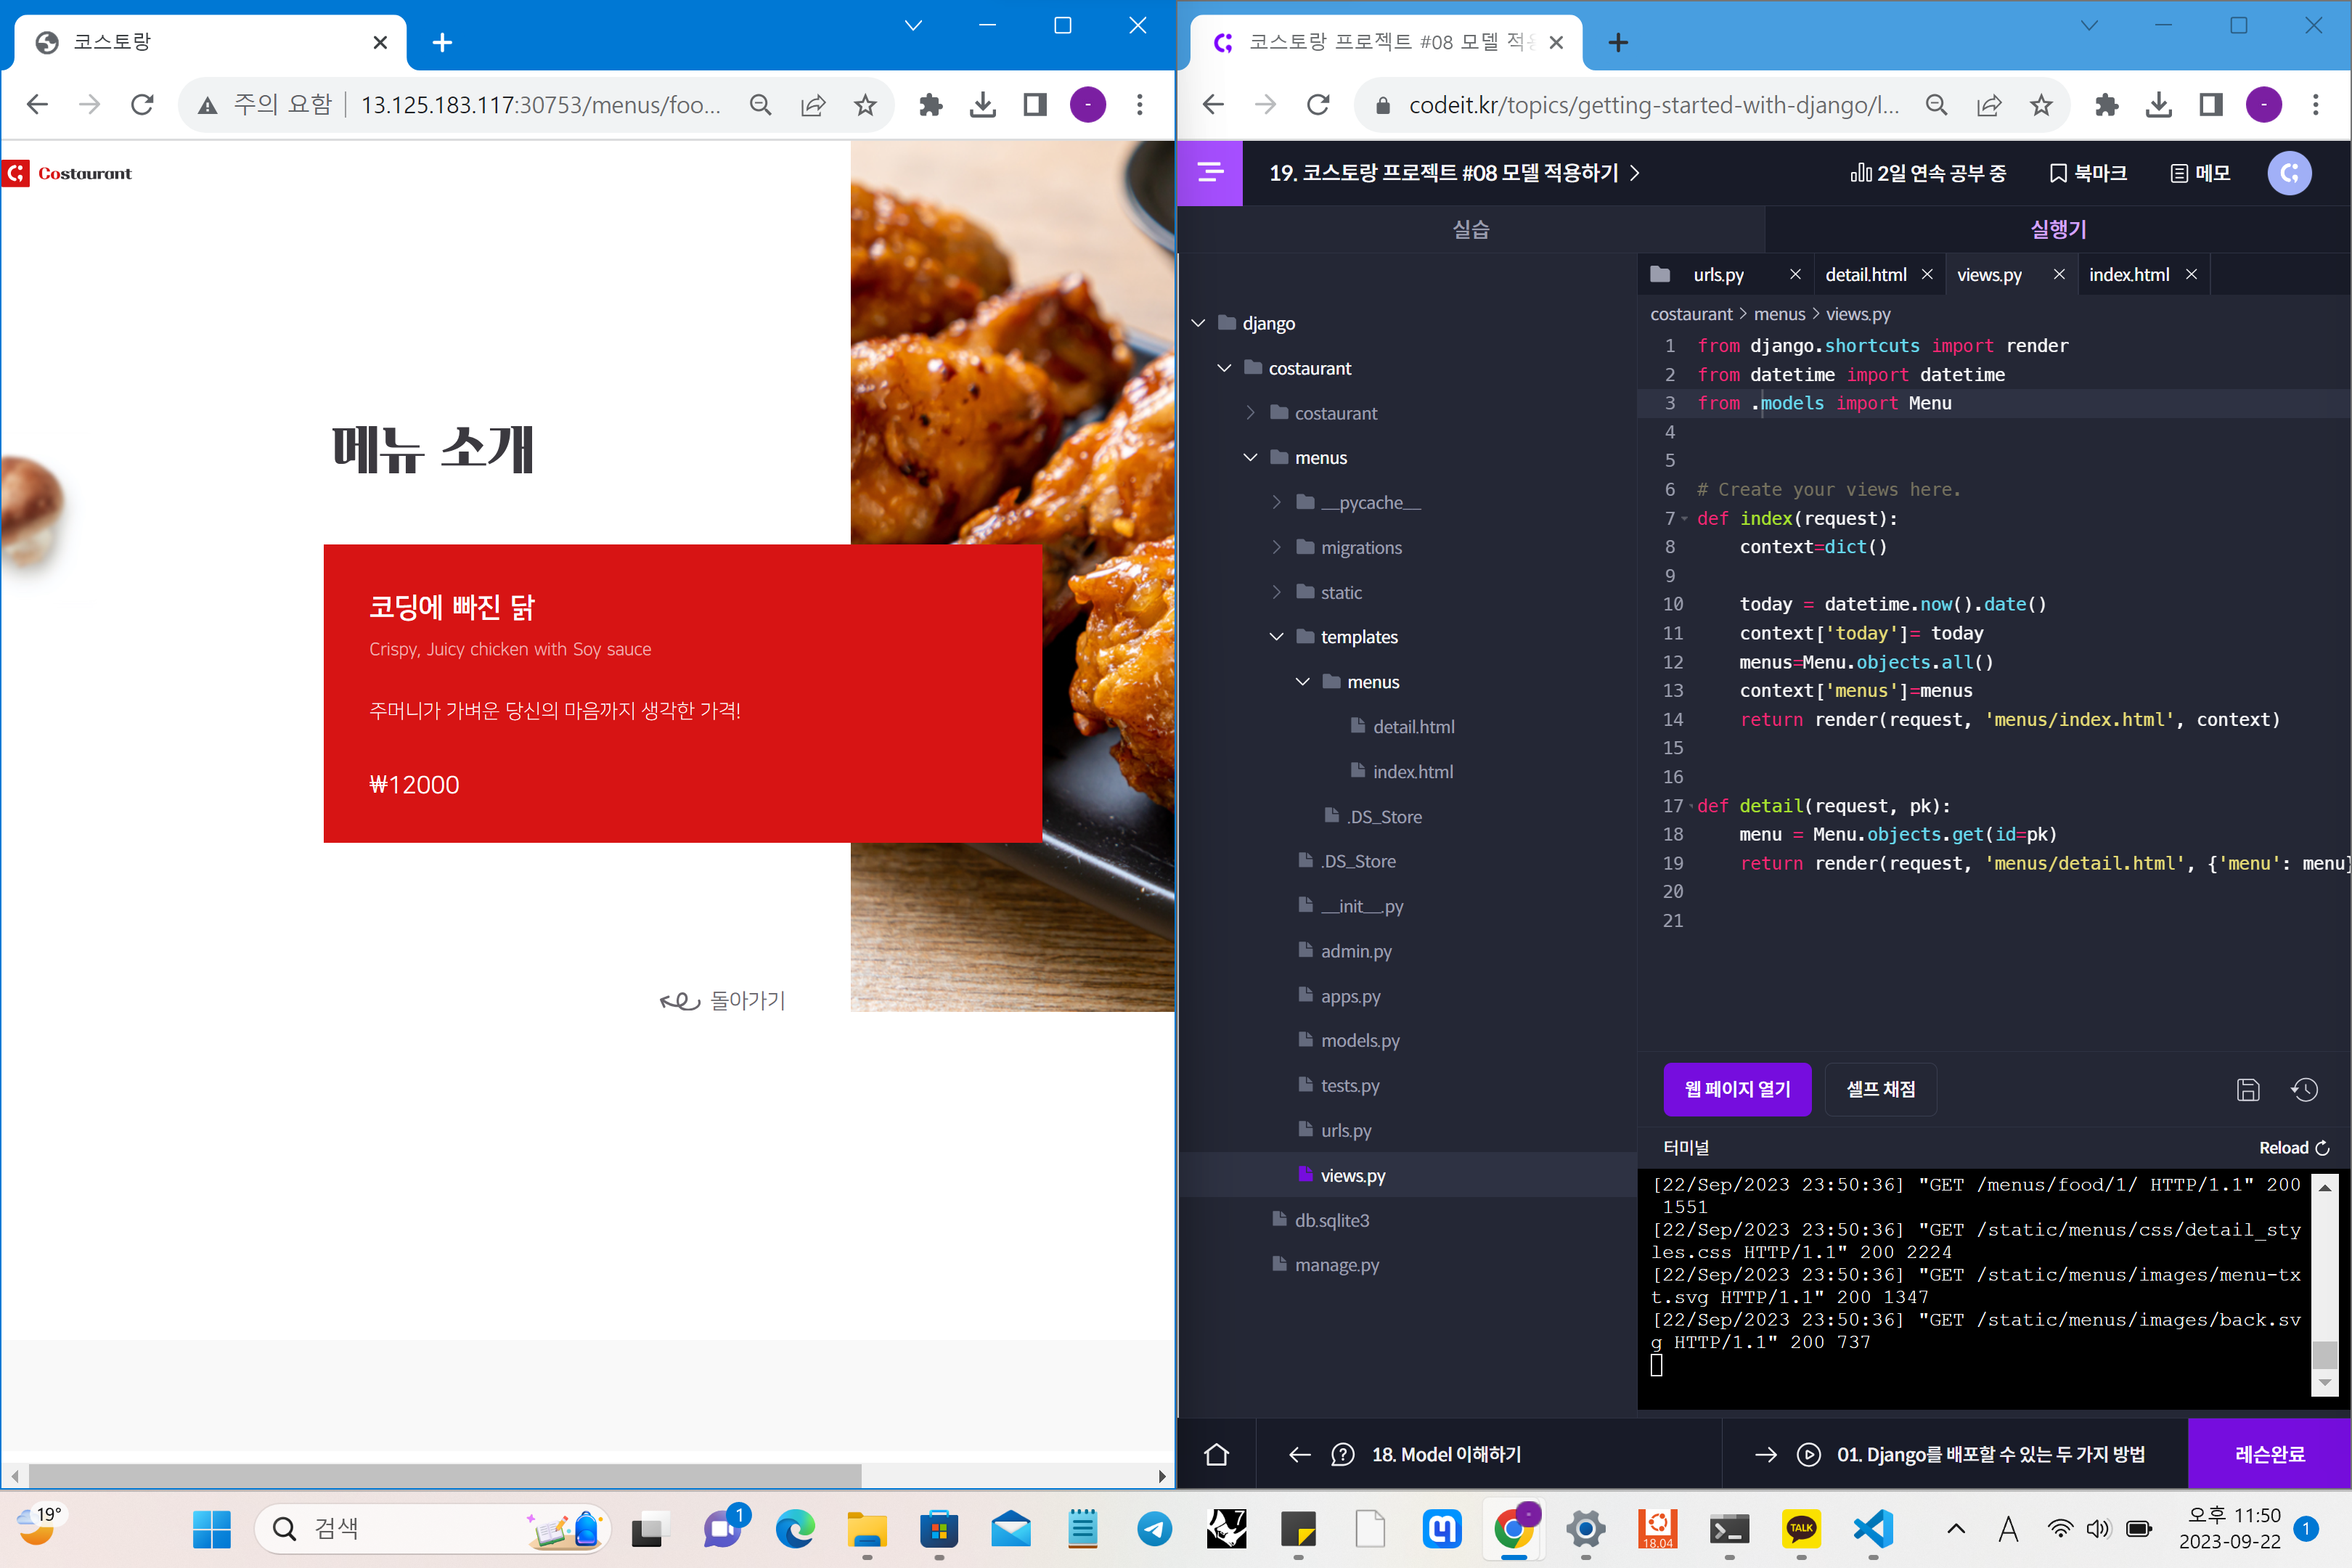 코스토랑
주의 요함
13.125.183.117:30753/menus/foo...
Costaurant
메뉴 소개
코딩에 빠진 닭
Crispy, Juicy chicken with Soy sauce
주머니가 가벼운 당신의 마음까지 생각한 가격!
₩12000
돌아가기
코스토랑 프로젝트 #08 모델 적용
codeit.kr/topics/getting-started-with-django/l...
19. 코스토랑 프로젝트 #08 모델 적용하기
2일 연속 공부 중
북마크
메모
실습
실행기
django
costaurant
costaurant
menus
__pycache__
migrations
static
templates
menus
detail.html
index.html
.DS_Store
.DS_Store
__init__.py
admin.py
apps.py
models.py
tests.py
urls.py
views.py
db.sqlite3
manage.py
urls.py
detail.html
views.py
index.html
costaurant > menus > views.py
1 from django.shortcuts import render
2 from datetime import datetime
3 from .models import Menu
4
5
6 # Create your views here.
7 def index(request):
8 context=dict()
9
10 today = datetime.now().date()
11 context['today']= today
12 menus=Menu.objects.all()
13 context['menus']=menus
14 return render(request, 'menus/index.html', context)
15
16
17 def detail(request, pk):
18 menu = Menu.objects.get(id=pk)
19 return render(request, 'menus/detail.html', {'menu': menu}
20
21
웹 페이지 열기
셀프 채점
터미널
Reload
[22/Sep/2023 23:50:36] "GET /menus/food/1/ HTTP/1.1" 200
1551
[22/Sep/2023 23:50:36] "GET /static/menus/css/detail_sty
les.css HTTP/1.1" 200 2224
[22/Sep/2023 23:50:36] "GET /static/menus/images/menu-tx
t.svg HTTP/1.1" 200 1347
[22/Sep/2023 23:50:36] "GET /static/menus/images/back.sv
g HTTP/1.1" 200 737
18. Model 이해하기
01. Django를 배포할 수 있는 두 가지 방법
레슨완료
19°
검색
1
7
18.04
TALK
A
오후 11:50
2023-09-22
1